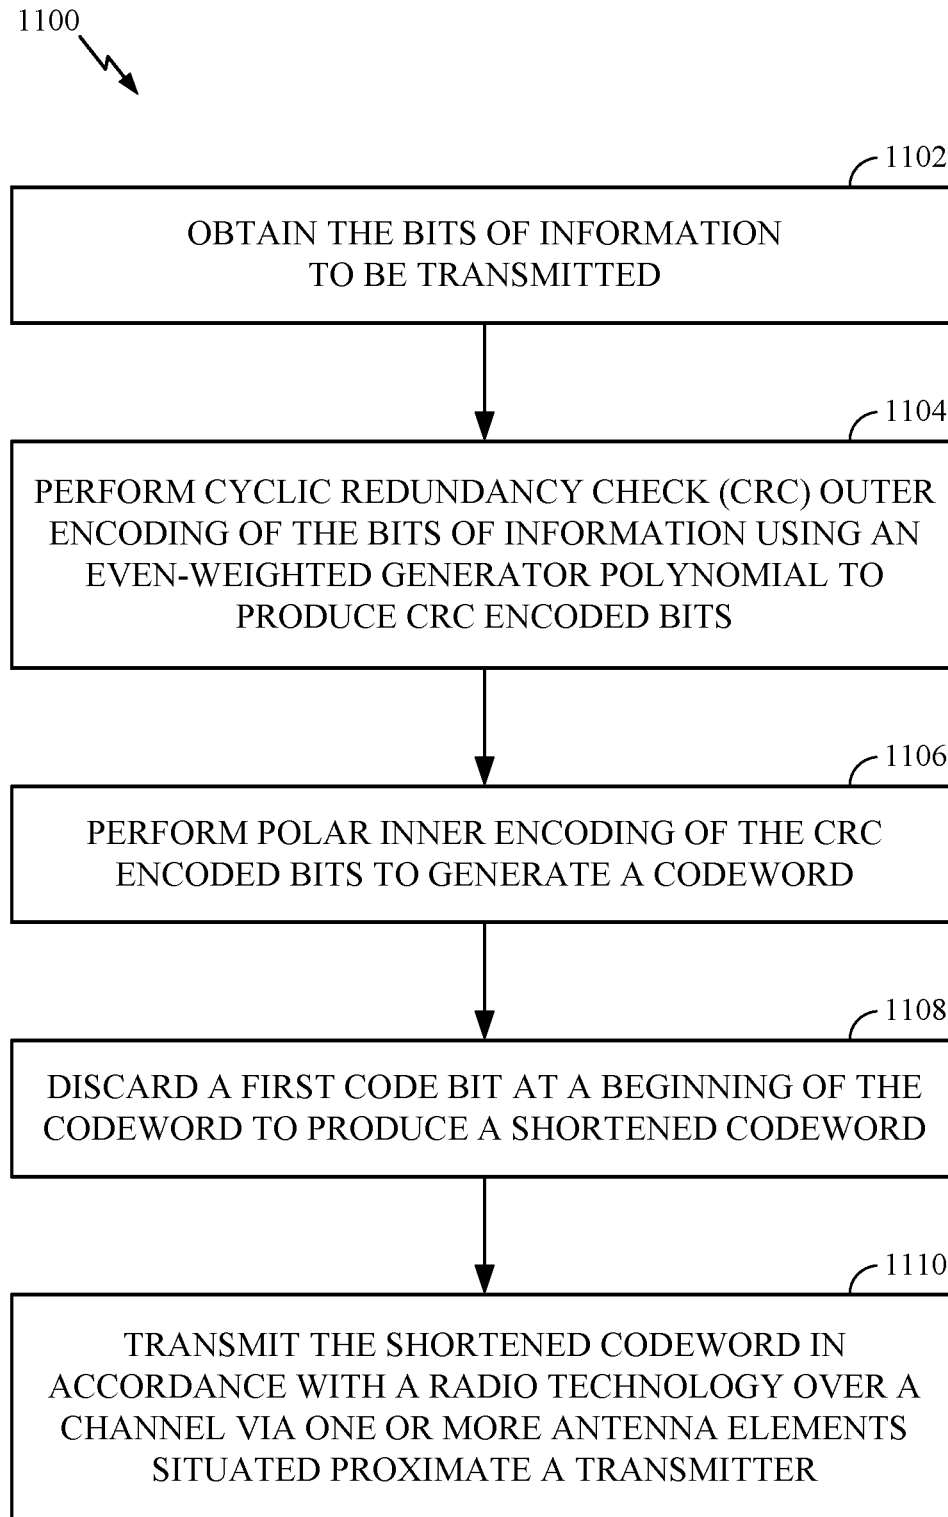 1100
1102
OBTAIN THE BITS OF INFORMATION
TO BE TRANSMITTED
1104
PERFORM CYCLIC REDUNDANCY CHECK (CRC) OUTER
ENCODING OF THE BITS OF INFORMATION USING AN
EVEN-WEIGHTED GENERATOR POLYNOMIAL TO
PRODUCE CRC ENCODED BITS
1106
PERFORM POLAR INNER ENCODING OF THE CRC
ENCODED BITS TO GENERATE A CODEWORD
1108
DISCARD A FIRST CODE BIT AT A BEGINNING OF THE
CODEWORD TO PRODUCE A SHORTENED CODEWORD
1110
TRANSMIT THE SHORTENED CODEWORD IN
ACCORDANCE WITH A RADIO TECHNOLOGY OVER A
CHANNEL VIA ONE OR MORE ANTENNA ELEMENTS
SITUATED PROXIMATE A TRANSMITTER